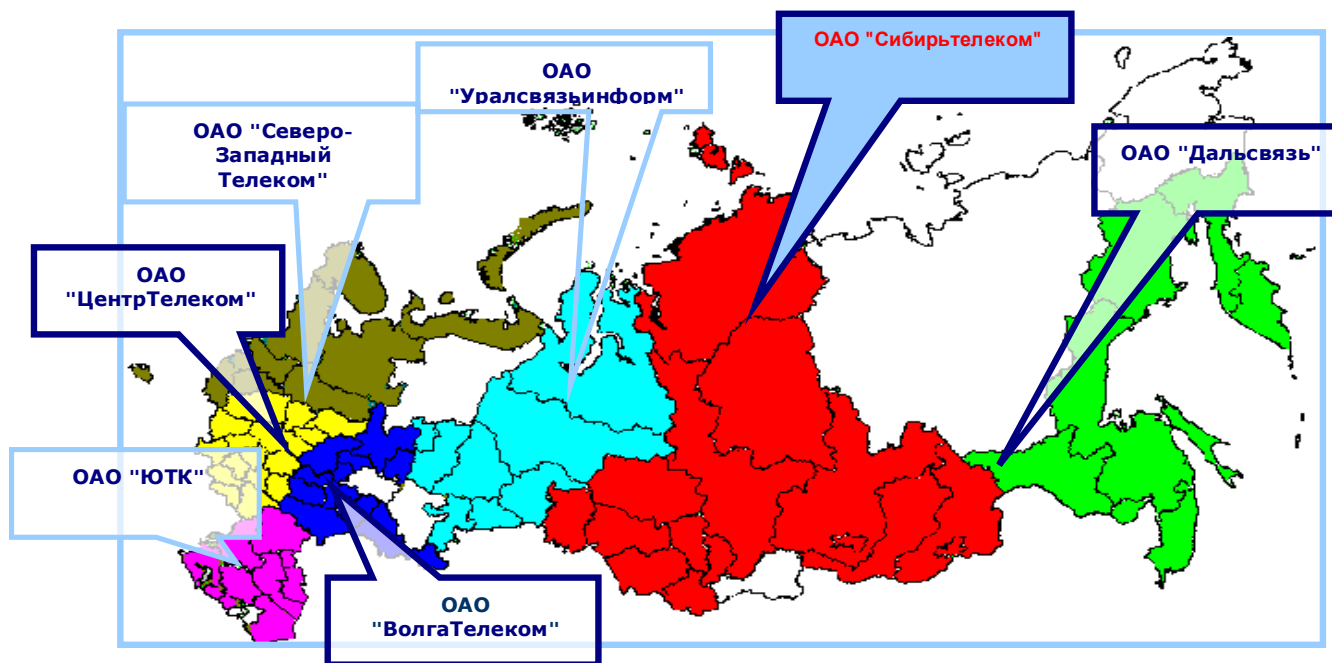 ОАО "Сибирьтелеком"
ОАО
"Уралсвязьинформ"
ОАО "Северо-
Западный
Телеком"
ОАО "Дальсвязь"
ОАО
"ЦентрТелеком"
ОАО "ЮТК"
ОАО
"ВолгаТелеком"